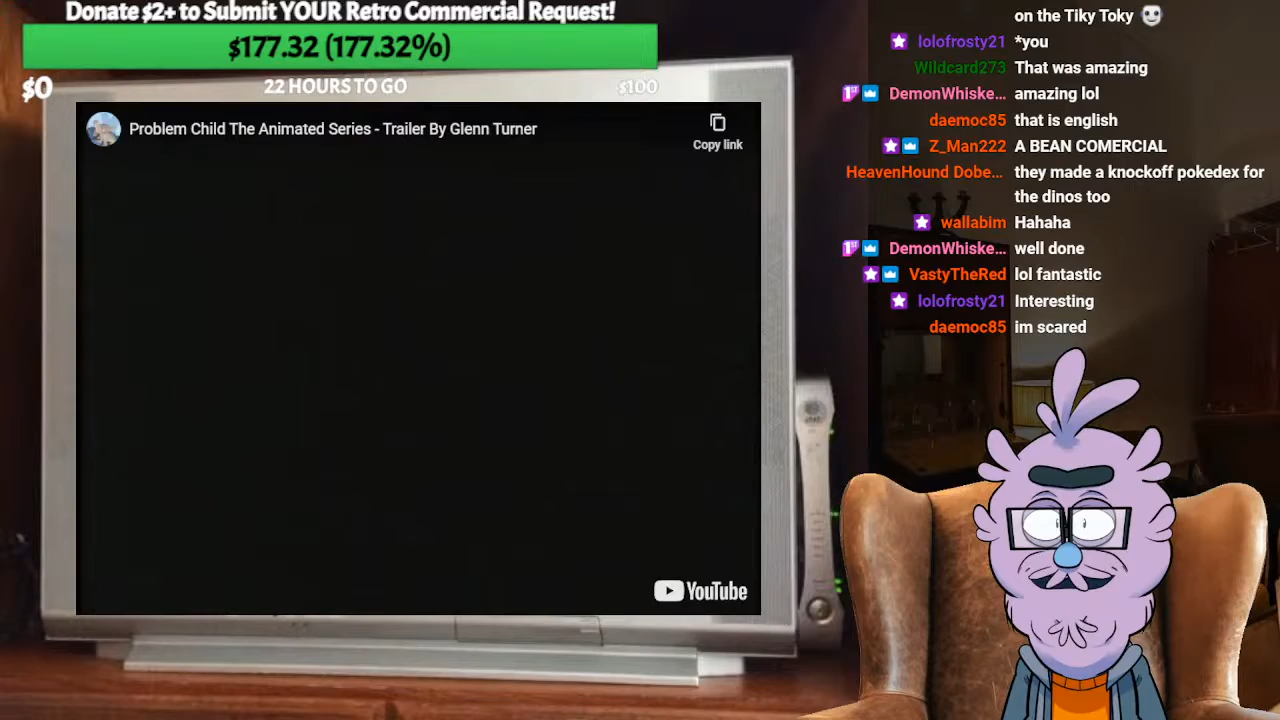 Donate $2+ to Submit YOUR Retro Commercial Request!
$177.32 (177.32%)
$0
22 HOURS TO GO
$100
Problem Child The Animated Series - Trailer By Glenn Turner
Copy link
YouTube
on the Tiky Toky
lolofrosty21 *you
Wildcard273 That was amazing
DemonWhiske... amazing lol
daemoc85 that is english
Z_Man222 A BEAN COMERCIAL
HeavenHound Dobe... they made a knockoff pokedex for
the dinos too
wallabim Hahaha
DemonWhiske... well done
VastyTheRed lol fantastic
lolofrosty21 Interesting
daemoc85 im scared